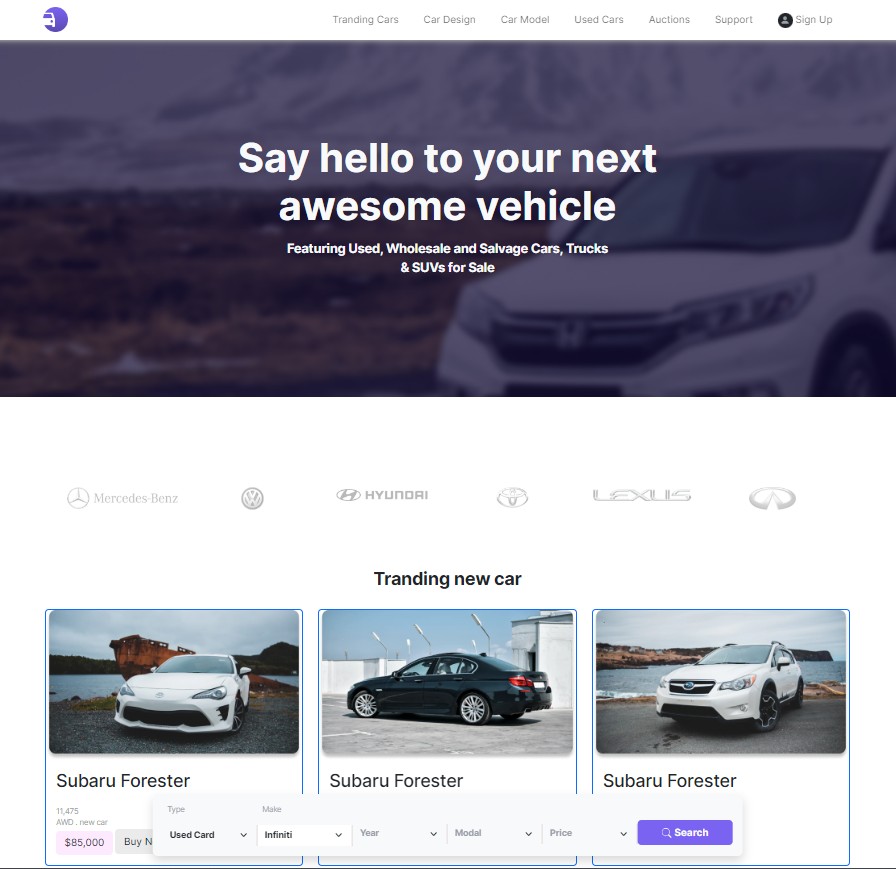 Tranding Cars Car Design Car Model Used Cars Auctions Support Sign Up
Say hello to your next
awesome vehicle
Featuring Used, Wholesale and Salvage Cars, Trucks
& SUVs for Sale
Mercedes-Benz HYUNDAI LEXUS
Tranding new car
Subaru Forester Subaru Forester Subaru Forester
11,475
AWD . new car
$85,000 Buy N
Type Make
Used Card Infiniti Year Modal Price Search